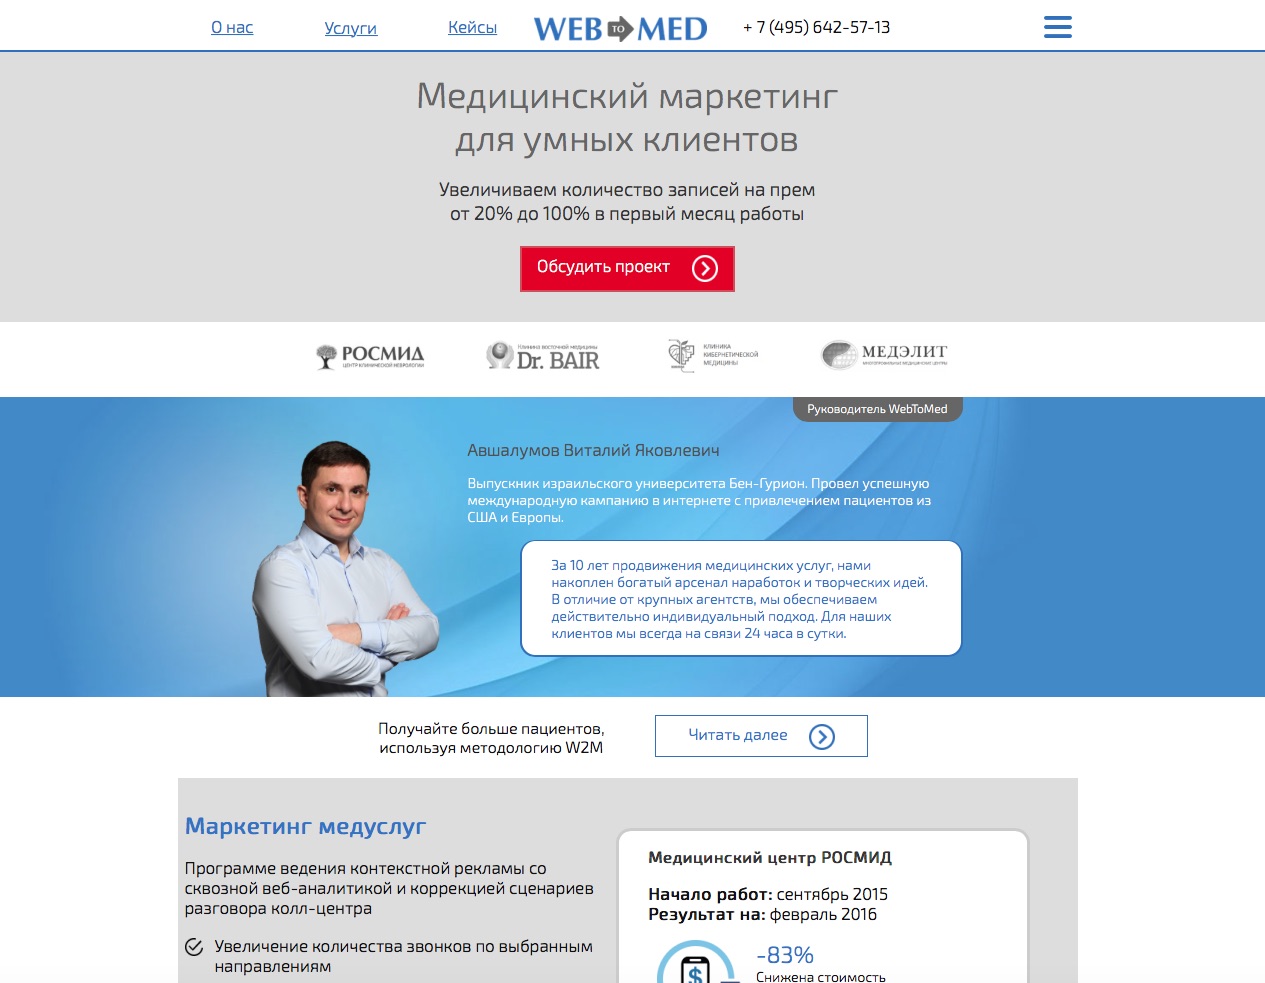 О нас
Услуги
Кейсы
WEB TO MED
+ 7 (495) 642-57-13
Медицинский маркетинг
для умных клиентов
Увеличиваем количество записей на прем
от 20% до 100% в первый месяц работы
Обсудить проект
РОСМИД
ЦЕНТР КЛИНИЧЕСКОЙ НЕВРОЛОГИИ
Клиника восточной медицины
Dr. BAIR
КЛИНИКА
КИБЕРНЕТИЧЕСКОЙ
МЕДИЦИНЫ
МЕДЭЛИТ
МНОГОПРОФИЛЬНЫЕ МЕДИЦИНСКИЕ ЦЕНТРЫ
Руководитель WebToMed
Авшалумов Виталий Яковлевич
Выпускник израильского университета Бен-Гурион. Провел успешную
международную кампанию в интернете с привлечением пациентов из
США и Европы.
За 10 лет продвижения медицинских услуг, нами
накоплен богатый арсенал наработок и творческих идей.
В отличие от крупных агентств, мы обеспечиваем
действительно индивидуальный подход. Для наших
клиентов мы всегда на связи 24 часа в сутки.
Получайте больше пациентов,
используя методологию W2M
Читать далее
Маркетинг медуслуг
Программе ведения контекстной рекламы со
сквозной веб-аналитикой и коррекцией сценариев
разговора колл-центра
Увеличение количества звонков по выбранным
направлениям
Медицинский центр РОСМИД
Начало работ: сентябрь 2015
Результат на: февраль 2016
-83%
Снижена стоимость